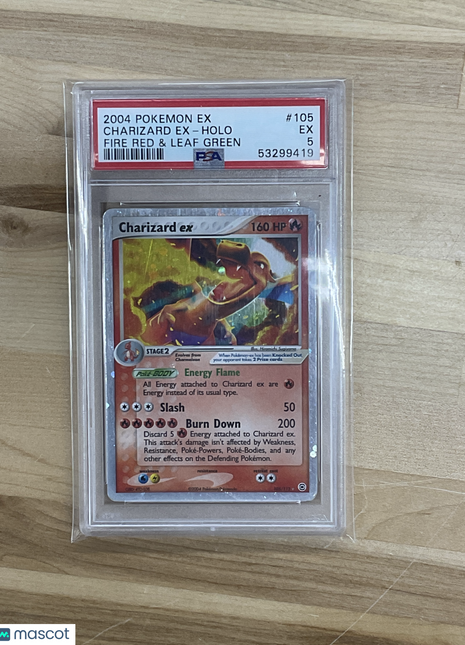 2004 POKEMON EX #105
CHARIZARD EX – HOLO EX
FIRE RED & LEAF GREEN 5
PSA 53299419
Charizard ex 160 HP
STAGE 2
Evolves from
Charmeleon
When Pokémon-ex has been Knocked Out,
your opponent takes 2 Prize cards.
POKé-BODY Energy Flame
All Energy attached to Charizard ex are
Energy instead of its usual type.
Slash 50
Burn Down 200
Discard 5 Energy attached to Charizard ex.
This attack's damage isn't affected by Weakness,
Resistance, Poké-Powers, Poké-Bodies, and any
other effects on the Defending Pokémon.
mascot